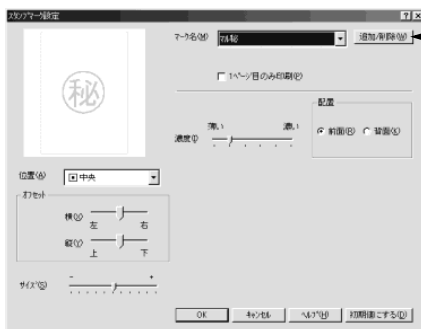 スタンプマーク設定
マーク名(M) マル秘 追加/削除(W)
秘
1ページ目のみ印刷(P)
配置
薄い 濃い
濃度(I)
前面(R) 背面(K)
位置(A) 中央
オフセット
横(X)
左 右
縦(Y)
上 下
サイズ(S) - +
OK キャンセル ヘルプ(H) 初期値にする(D)